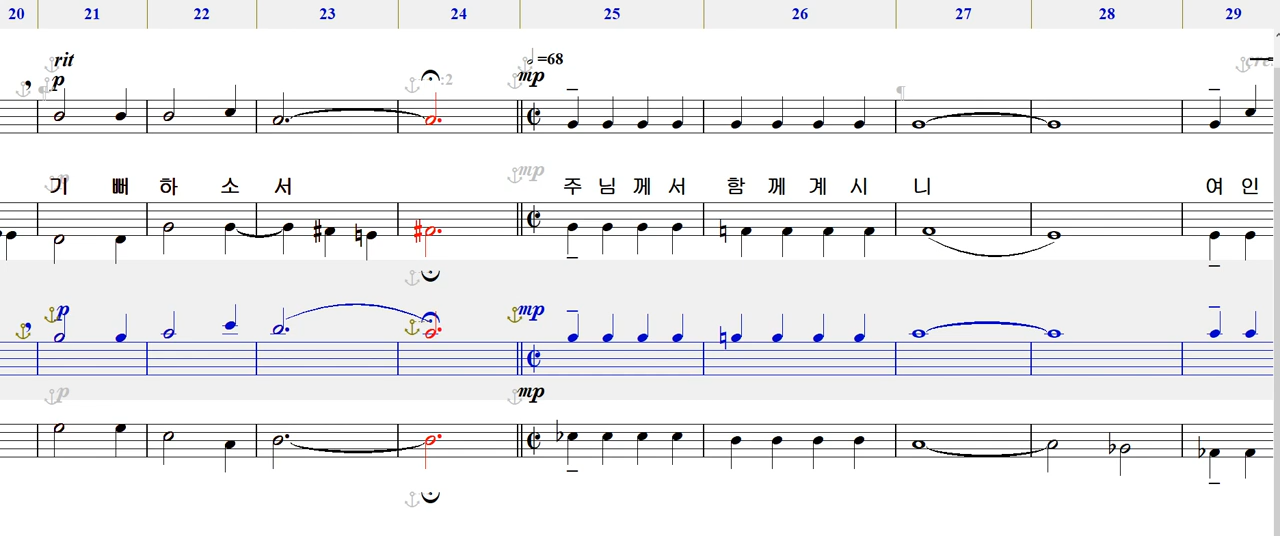 20 21 22 23 24 25 26 27 28 29
rit
𝅗𝅥=68
p :2 mp
mp
기 뻐 하 소 서 주 님 께 서 함 께 계 시 니 여 인
p mp
p mp